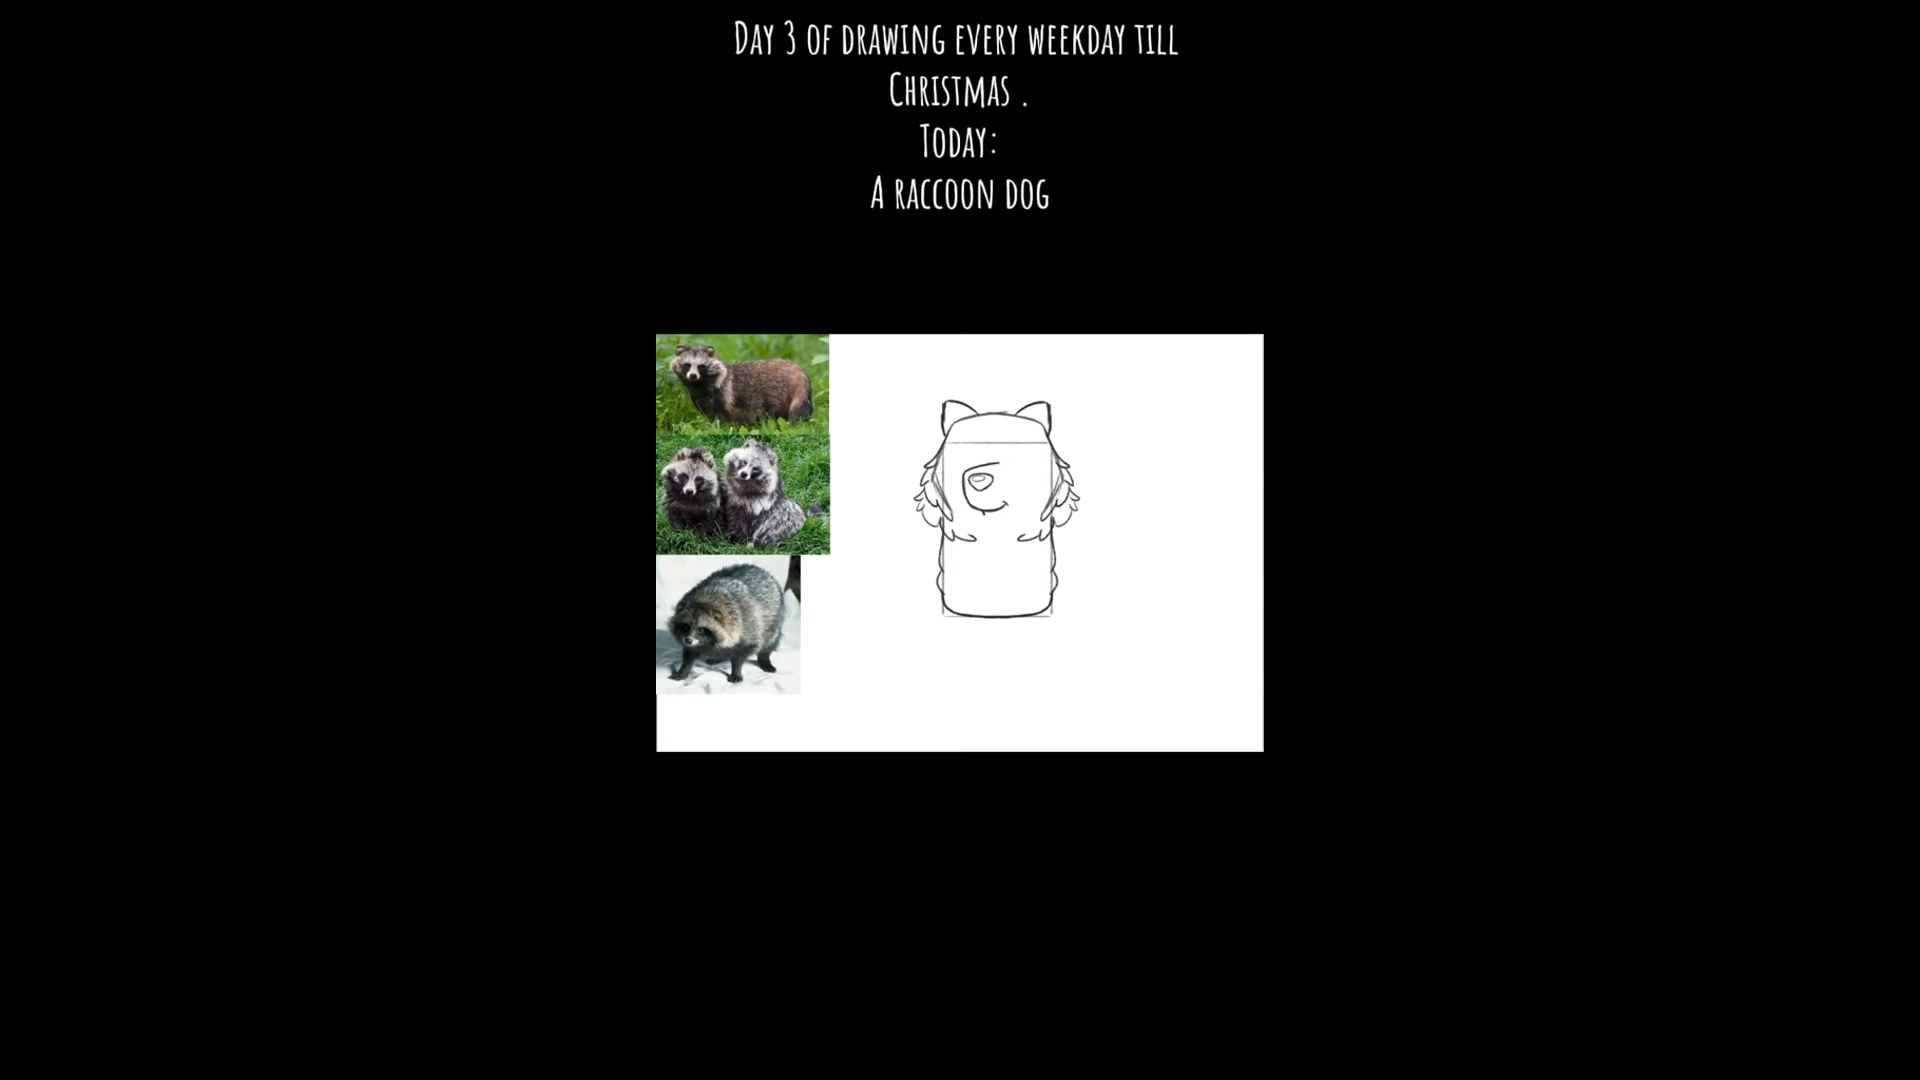 Day 3 of drawing every weekday till
Christmas .
Today:
A raccoon dog